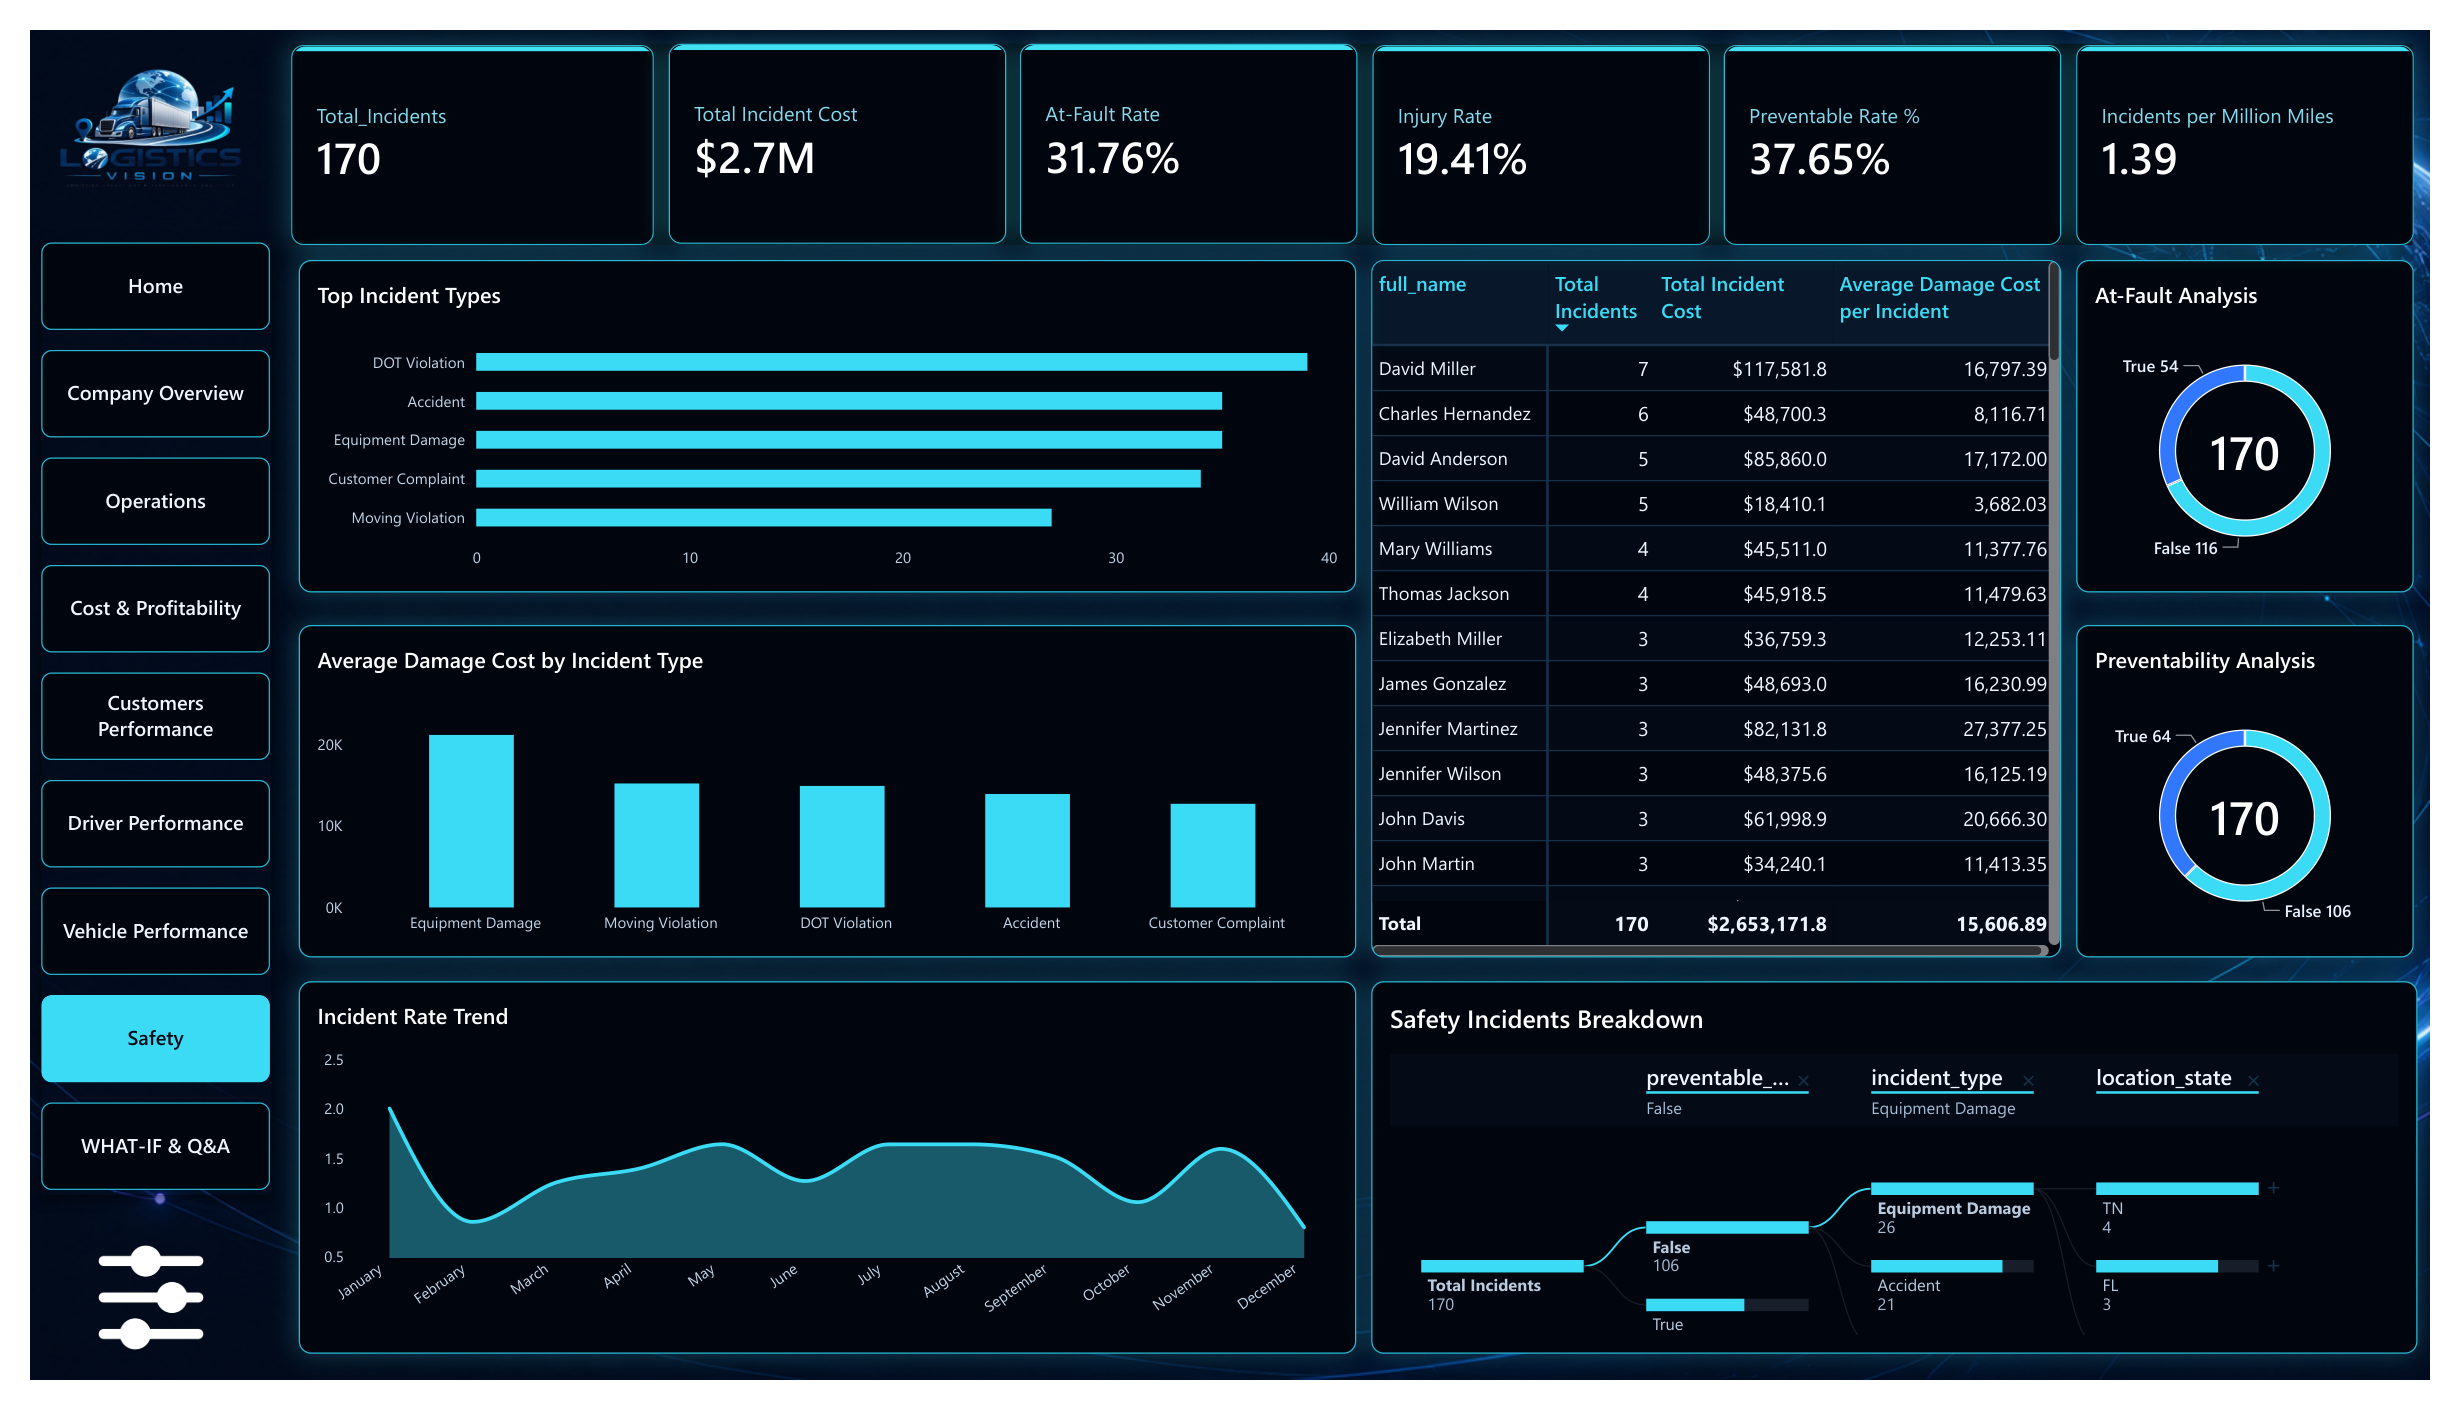 LOGISTICS
VISION
Home
Company Overview
Operations
Cost & Profitability
Customers
Performance
Driver Performance
Vehicle Performance
Safety
WHAT-IF & Q&A
Total_Incidents
170
Total Incident Cost
$2.7M
At-Fault Rate
31.76%
Injury Rate
19.41%
Preventable Rate %
37.65%
Incidents per Million Miles
1.39
Top Incident Types
DOT Violation
Accident
Equipment Damage
Customer Complaint
Moving Violation
0 10 20 30 40
Average Damage Cost by Incident Type
20K
10K
0K
Equipment Damage Moving Violation DOT Violation Accident Customer Complaint
Incident Rate Trend
2.5
2.0
1.5
1.0
0.5
January February March April May June July August September October November December
full_name Total Incidents Total Incident Cost Average Damage Cost per Incident
David Miller 7 $117,581.8 16,797.39
Charles Hernandez 6 $48,700.3 8,116.71
David Anderson 5 $85,860.0 17,172.00
William Wilson 5 $18,410.1 3,682.03
Mary Williams 4 $45,511.0 11,377.76
Thomas Jackson 4 $45,918.5 11,479.63
Elizabeth Miller 3 $36,759.3 12,253.11
James Gonzalez 3 $48,693.0 16,230.99
Jennifer Martinez 3 $82,131.8 27,377.25
Jennifer Wilson 3 $48,375.6 16,125.19
John Davis 3 $61,998.9 20,666.30
John Martin 3 $34,240.1 11,413.35
Total 170 $2,653,171.8 15,606.89
At-Fault Analysis
True 54
170
False 116
Preventability Analysis
True 64
170
False 106
Safety Incidents Breakdown
preventable_... × incident_type × location_state ×
False Equipment Damage
Total Incidents
170
False
106
True
Equipment Damage
26
Accident
21
TN
4
+
FL
3
+